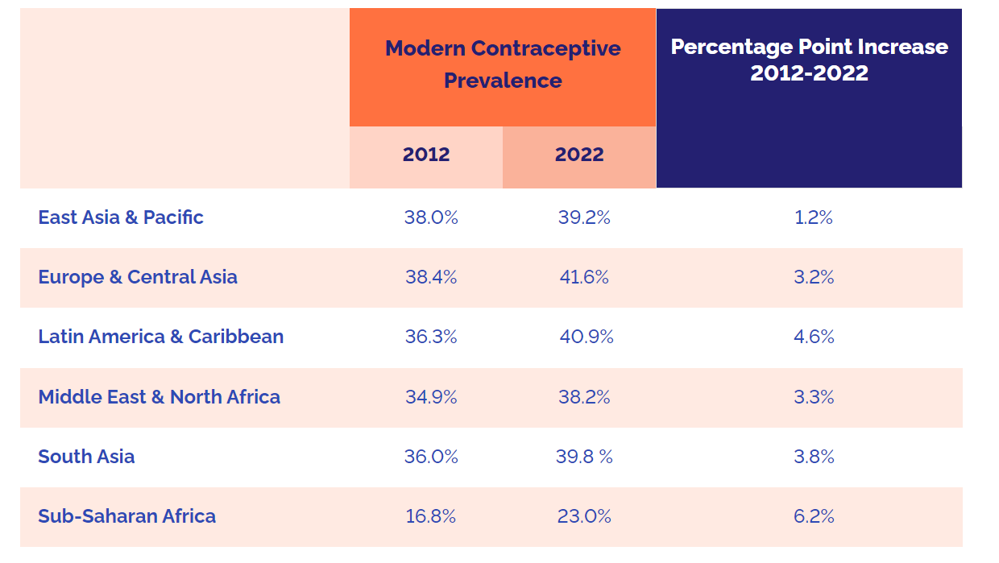 Modern Contraceptive
Prevalence
Percentage Point Increase
2012-2022
2012 2022
East Asia & Pacific 38.0% 39.2% 1.2%
Europe & Central Asia 38.4% 41.6% 3.2%
Latin America & Caribbean 36.3% 40.9% 4.6%
Middle East & North Africa 34.9% 38.2% 3.3%
South Asia 36.0% 39.8 % 3.8%
Sub-Saharan Africa 16.8% 23.0% 6.2%